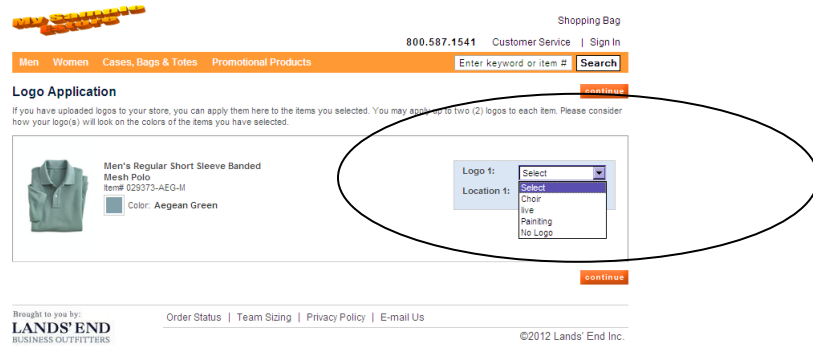 My Sample
Store
Shopping Bag
800.587.1541 Customer Service | Sign In
Men Women Cases, Bags & Totes Promotional Products Enter keyword or item # Search
Logo Application
continue
If you have uploaded logos to your store, you can apply them here to the items you selected. You may apply up to two (2) logos to each item. Please consider
how your logo(s) will look on the colors of the items you have selected.
Men's Regular Short Sleeve Banded
Mesh Polo
Item# 029373-AEG-M
Color: Aegean Green
Logo 1: Select
Location 1: Select
Choir
live
Painiting
No Logo
continue
Brought to you by:
LANDS' END
BUSINESS OUTFITTERS
Order Status | Team Sizing | Privacy Policy | E-mail Us
©2012 Lands' End Inc.